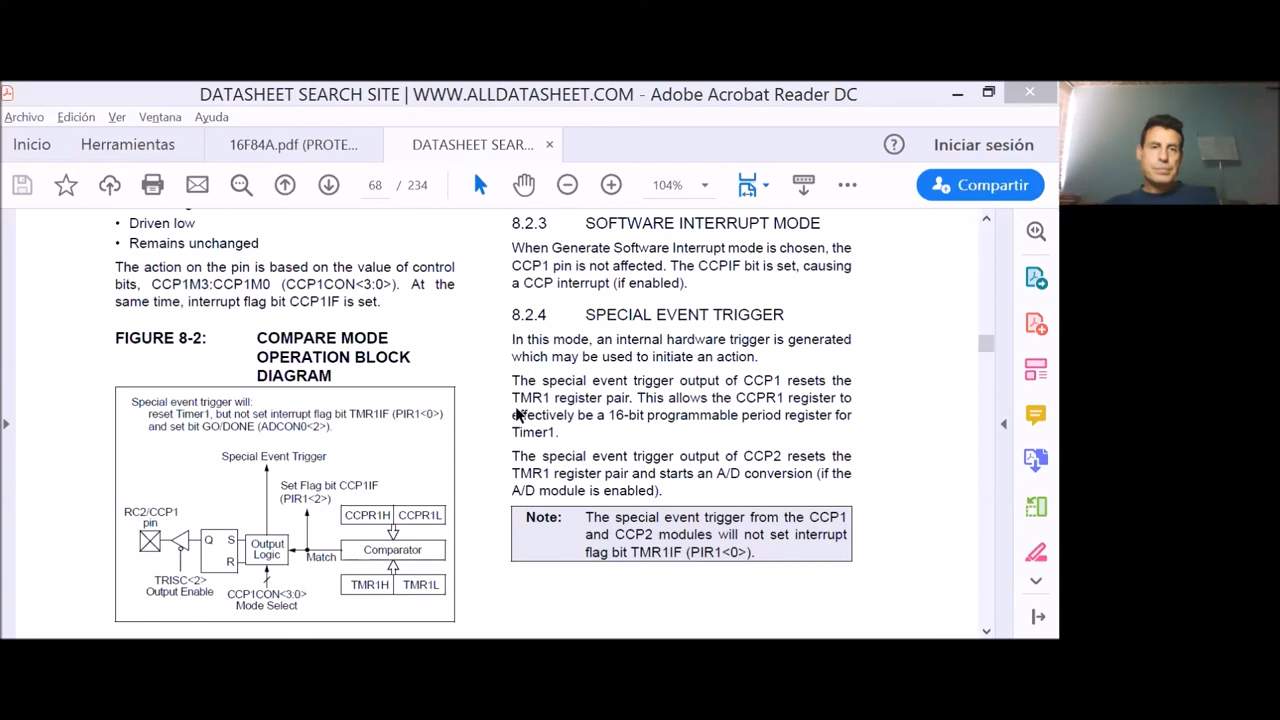 DATASHEET SEARCH SITE | WWW.ALLDATASHEET.COM - Adobe Acrobat Reader DC
Archivo Edición Ver Ventana Ayuda
Inicio Herramientas 16F84A.pdf (PROTE... DATASHEET SEAR... ×
68 / 234 104% Compartir
? Iniciar sesión
• Driven low
• Remains unchanged
The action on the pin is based on the value of control
bits, CCP1M3:CCP1M0 (CCP1CON<3:0>). At the
same time, interrupt flag bit CCP1IF is set.
FIGURE 8-2: COMPARE MODE
OPERATION BLOCK
DIAGRAM
Special event trigger will:
reset Timer1, but not set interrupt flag bit TMR1IF (PIR1<0>)
and set bit GO/DONE (ADCON0<2>).
Special Event Trigger
Set Flag bit CCP1IF
(PIR1<2>)
RC2/CCP1
pin
CCPR1H CCPR1L
Q S
R
Output
Logic
Match
Comparator
TRISC<2>
Output Enable
TMR1H TMR1L
CCP1CON<3:0>
Mode Select
8.2.3 SOFTWARE INTERRUPT MODE
When Generate Software Interrupt mode is chosen, the
CCP1 pin is not affected. The CCPIF bit is set, causing
a CCP interrupt (if enabled).
8.2.4 SPECIAL EVENT TRIGGER
In this mode, an internal hardware trigger is generated
which may be used to initiate an action.
The special event trigger output of CCP1 resets the
TMR1 register pair. This allows the CCPR1 register to
effectively be a 16-bit programmable period register for
Timer1.
The special event trigger output of CCP2 resets the
TMR1 register pair and starts an A/D conversion (if the
A/D module is enabled).
Note: The special event trigger from the CCP1
and CCP2 modules will not set interrupt
flag bit TMR1IF (PIR1<0>).